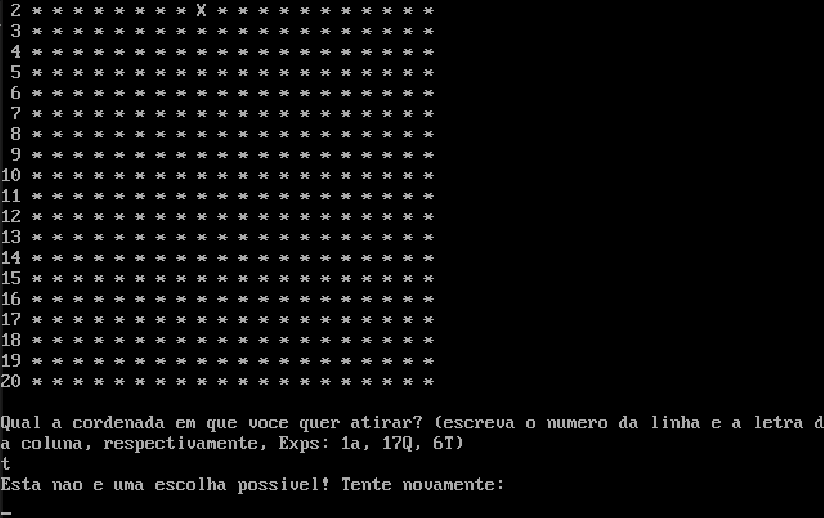 2 * * * * * * * * X * * * * * * * * * * *
3 * * * * * * * * * * * * * * * * * * * *
4 * * * * * * * * * * * * * * * * * * * *
5 * * * * * * * * * * * * * * * * * * * *
6 * * * * * * * * * * * * * * * * * * * *
7 * * * * * * * * * * * * * * * * * * * *
8 * * * * * * * * * * * * * * * * * * * *
9 * * * * * * * * * * * * * * * * * * * *
10 * * * * * * * * * * * * * * * * * * * *
11 * * * * * * * * * * * * * * * * * * * *
12 * * * * * * * * * * * * * * * * * * * *
13 * * * * * * * * * * * * * * * * * * * *
14 * * * * * * * * * * * * * * * * * * * *
15 * * * * * * * * * * * * * * * * * * * *
16 * * * * * * * * * * * * * * * * * * * *
17 * * * * * * * * * * * * * * * * * * * *
18 * * * * * * * * * * * * * * * * * * * *
19 * * * * * * * * * * * * * * * * * * * *
20 * * * * * * * * * * * * * * * * * * * *
Qual a cordenada em que voce quer atirar? (escreva o numero da linha e a letra d
a coluna, respectivamente, Exps: 1a, 17Q, 6T)
t
Esta nao e uma escolha possivel! Tente novamente:
_